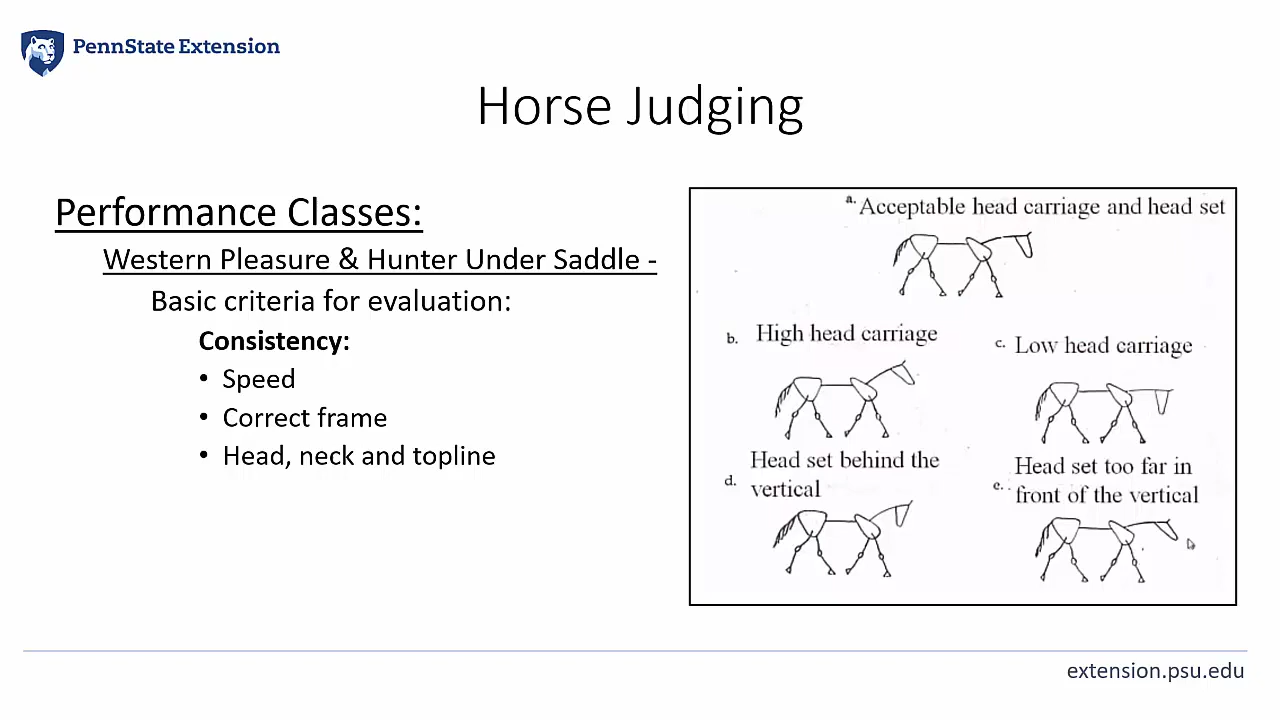 PennState Extension
Horse Judging
Performance Classes:
Western Pleasure & Hunter Under Saddle -
Basic criteria for evaluation:
Consistency:
• Speed
• Correct frame
• Head, neck and topline
a. Acceptable head carriage and head set
b. High head carriage
c. Low head carriage
d. Head set behind the
vertical
e. Head set too far in
front of the vertical
extension.psu.edu